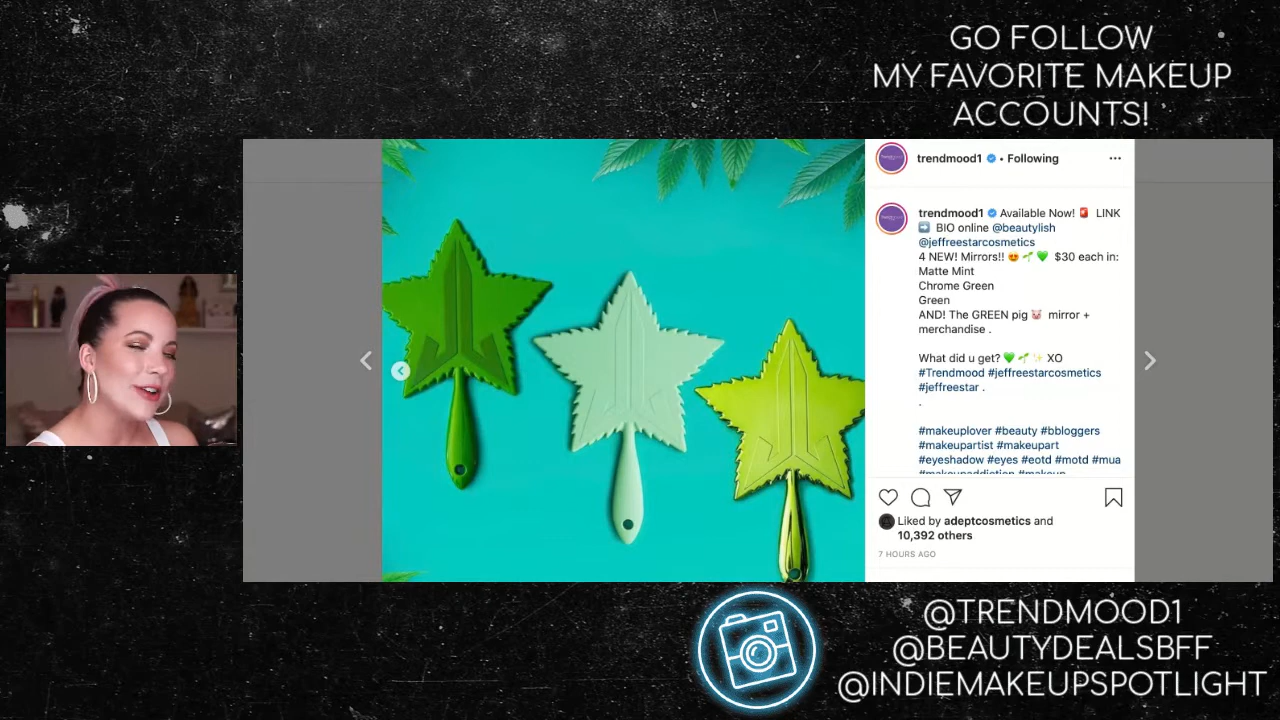 GO FOLLOW
MY FAVORITE MAKEUP
ACCOUNTS!
trendmood1 • Following
trendmood1 Available Now! 🚨 LINK
➡️ BIO online @beautylish
@jeffreestarcosmetics
4 NEW! Mirrors!! 😍 🌱 💚 $30 each in:
Matte Mint
Chrome Green
Green
AND! The GREEN pig 🐷 mirror +
merchandise .
What did u get? 💚 🌱 ✨ XO
#Trendmood #jeffreestarcosmetics
#jeffreestar .
.
#makeuplover #beauty #bbloggers
#makeupartist #makeupart
#eyeshadow #eyes #eotd #motd #mua
#makeupaddiction #makeup
Liked by adeptcosmetics and
10,392 others
7 HOURS AGO
@TRENDMOOD1
@BEAUTYDEALSBFF
@INDIEMAKEUPSPOTLIGHT